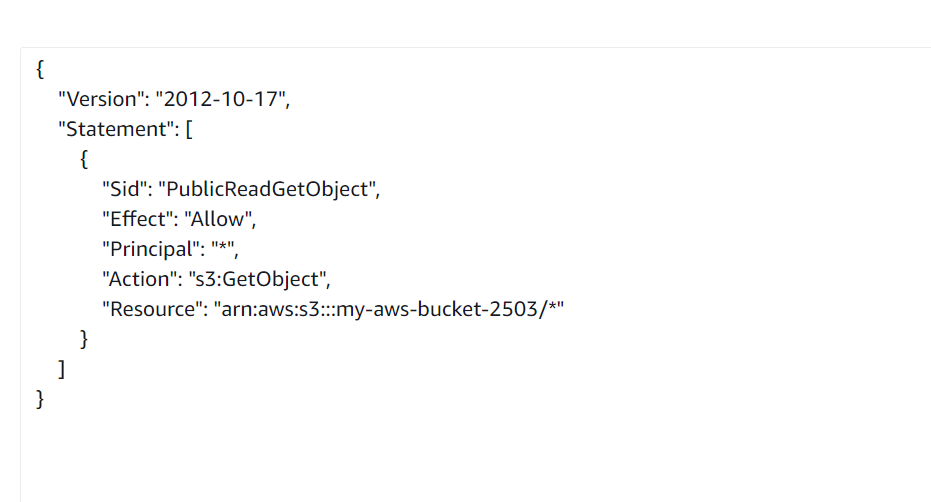 {
"Version": "2012-10-17",
"Statement": [
{
"Sid": "PublicReadGetObject",
"Effect": "Allow",
"Principal": "*",
"Action": "s3:GetObject",
"Resource": "arn:aws:s3:::my-aws-bucket-2503/*"
}
]
}